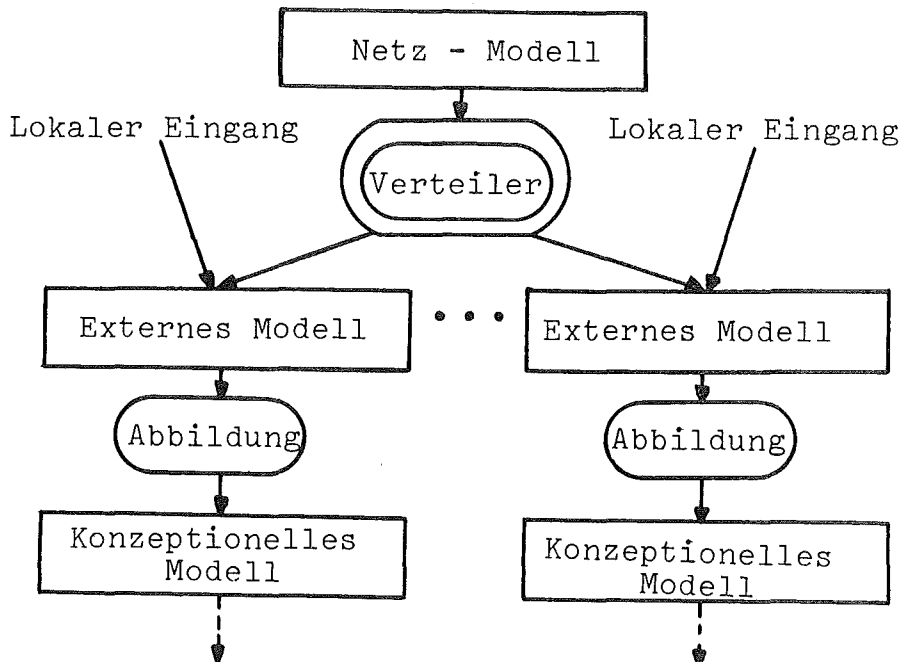 Netz - Modell
Lokaler Eingang
Lokaler Eingang
Verteiler
Externes Modell
Externes Modell
Abbildung
Abbildung
Konzeptionelles
Modell
Konzeptionelles
Modell